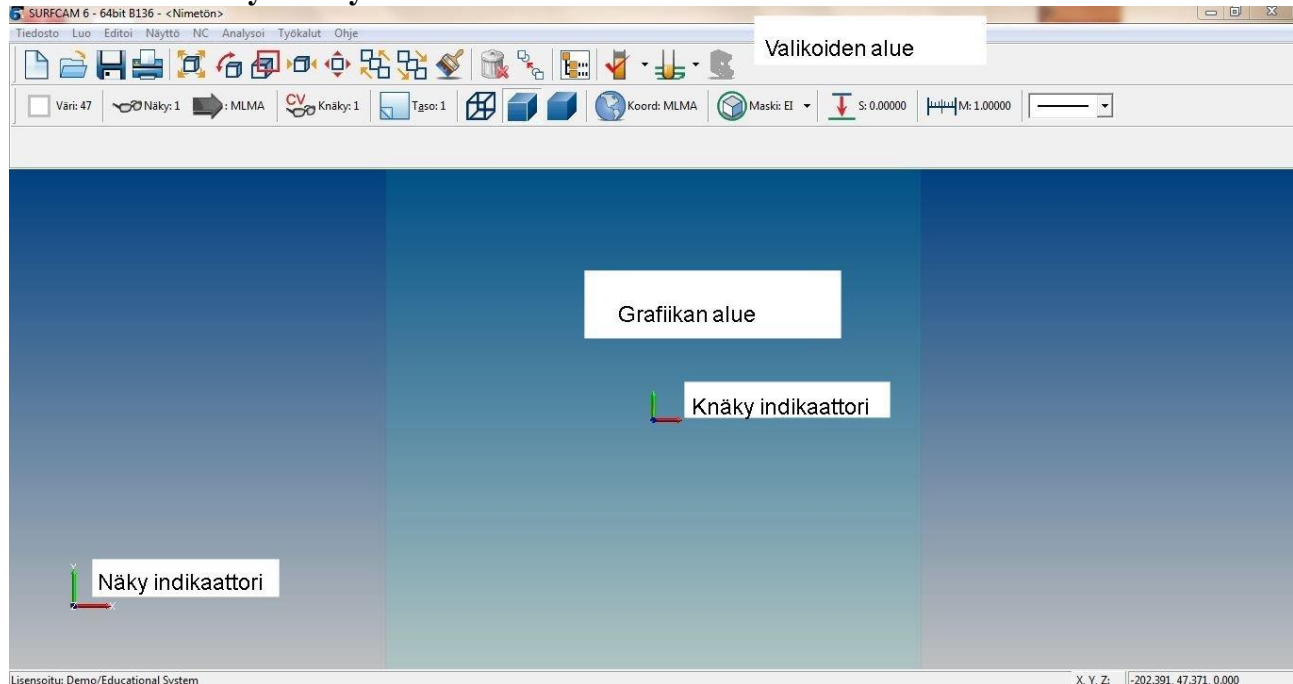 SURFCAM 6 - 64bit B136 - <Nimetön>
Tiedosto Luo Editoi Näyttö NC Analysoi Työkalut Ohje
Valikoiden alue
Väri: 47 Näky: 1 : MLMA CV Knäky: 1 Taso: 1 Koord: MLMA Maski: EI S: 0.00000 M: 1.00000
Grafiikan alue
Knäky indikaattori
Y
Näky indikaattori
X
Lisensoitu: Demo/Educational System X, Y, Z: -202.391, 47.371, 0.000